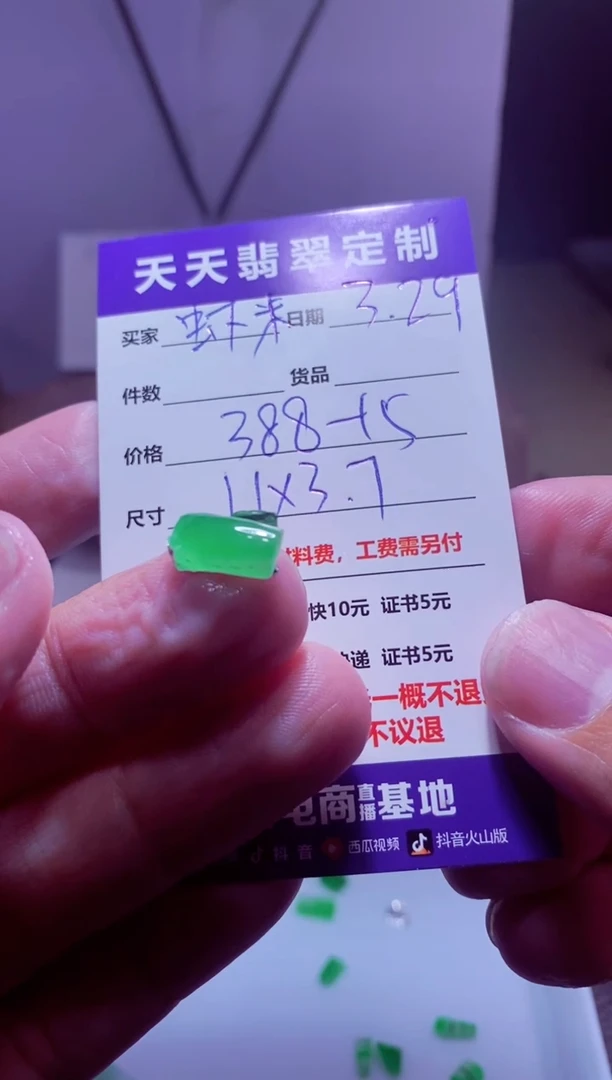 天天翡翠定制
买家 虾米 日期 3.29
件数 货品
价格 388-15
尺寸 11x3.7
料费，工费需另付
快10元 证书5元
递 证书5元
一概不退
不议退
电商直播基地
抖音 西瓜视频 抖音火山版